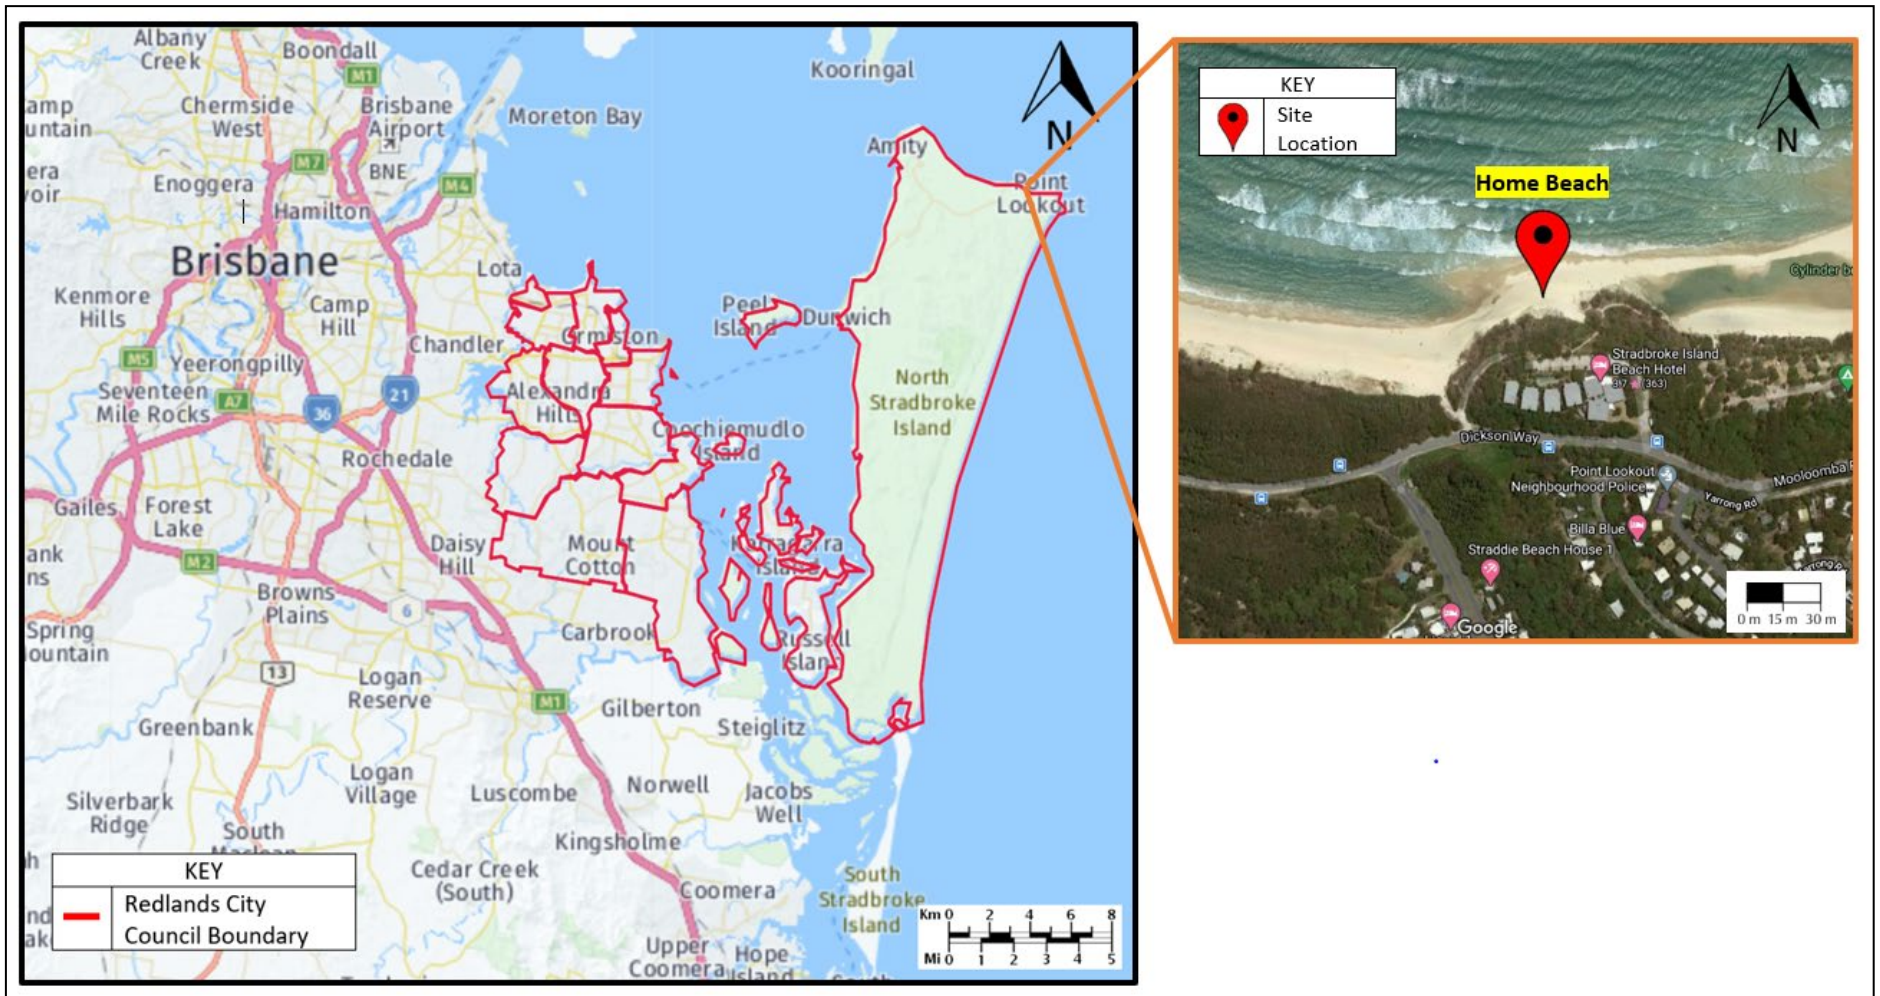 Albany
Creek
Boondall
M1
Kooringal
Chermside
West
Brisbane
Airport
Moreton Bay
M7
BNE
Enoggera
M4
Hamilton
Amity
N
Point
Lookout
Brisbane
Lota
Kenmore
Hills
Camp
Hill
Peel
Island
Dunwich
Ormiston
Chandler
M5
Yeerongpilly
Seventeen
Mile Rocks
A7
36
21
Alexandra
Hills
North
Stradbroke
Island
Coochiemudlo
Island
Rochedale
Gailes
Forest
Lake
M2
Daisy
Hill
Mount
Cotton
Karragarra
Island
Browns
Plains
6
Spring
Carbrook
Russell
Island
13
Logan
Reserve
M1
Gilberton
Greenbank
Steiglitz
Logan
Village
Luscombe
Norwell
Jacobs
Well
Silverbark
Ridge
South
Maclean
Kingsholme
Cedar Creek
(South)
Coomera
South
Stradbroke
Island
Upper
Coomera
Hope
Island
KEY
Redlands City
Council Boundary
Km 0 2 4 6 8
Mi 0 1 2 3 4 5
KEY
Site
Location
N
Home Beach
Cylinder b
Stradbroke Island
Beach Hotel
(363)
Dickson Way
Point Lookout
Neighbourhood Police
Mooloomba
Yarrong Rd
Billa Blue
Straddie Beach House 1
Google
0 m 15 m 30 m